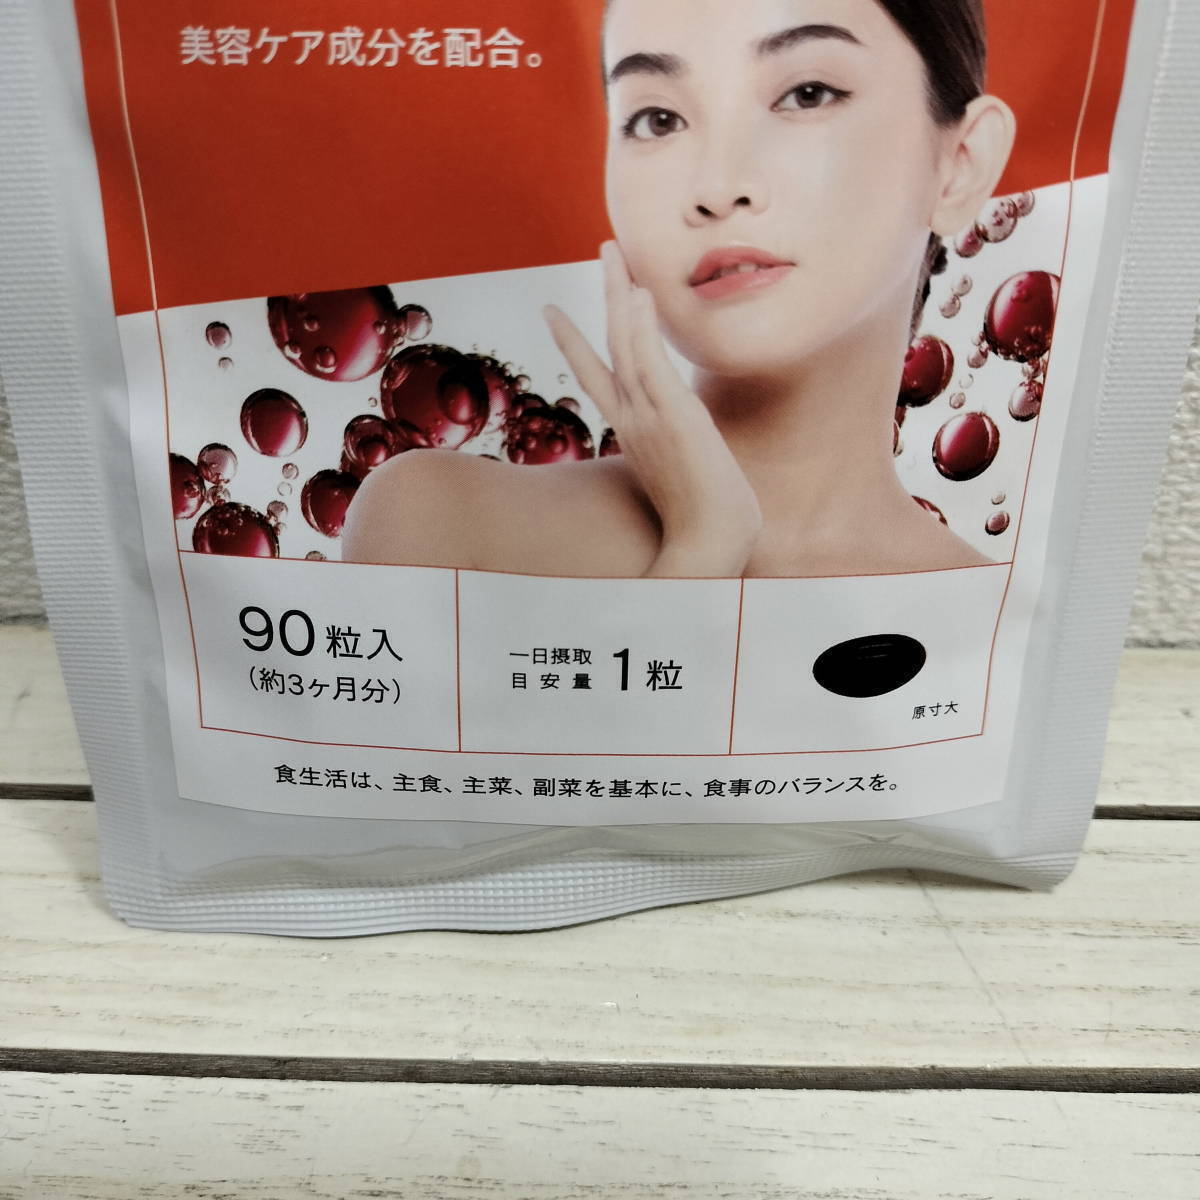 美容ケア成分を配合。
90粒入
（約3ヶ月分）
一日摂取
目安量
1粒
原寸大
食生活は、主食、主菜、副菜を基本に、食事のバランスを。